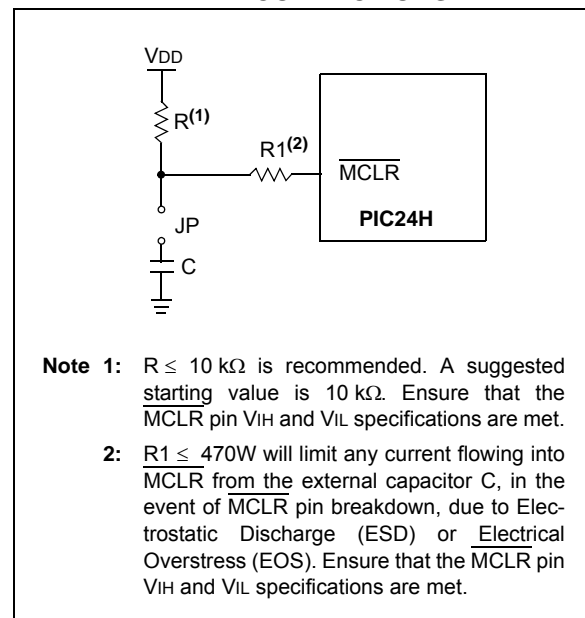 VDD
R(1)
R1(2)
MCLR
PIC24H
JP
C
Note 1: R ≤ 10 kΩ is recommended. A suggested
starting value is 10 kΩ. Ensure that the
MCLR pin VIH and VIL specifications are met.
2: R1 ≤ 470W will limit any current flowing into
MCLR from the external capacitor C, in the
event of MCLR pin breakdown, due to Elec-
trostatic Discharge (ESD) or Electrical
Overstress (EOS). Ensure that the MCLR pin
VIH and VIL specifications are met.